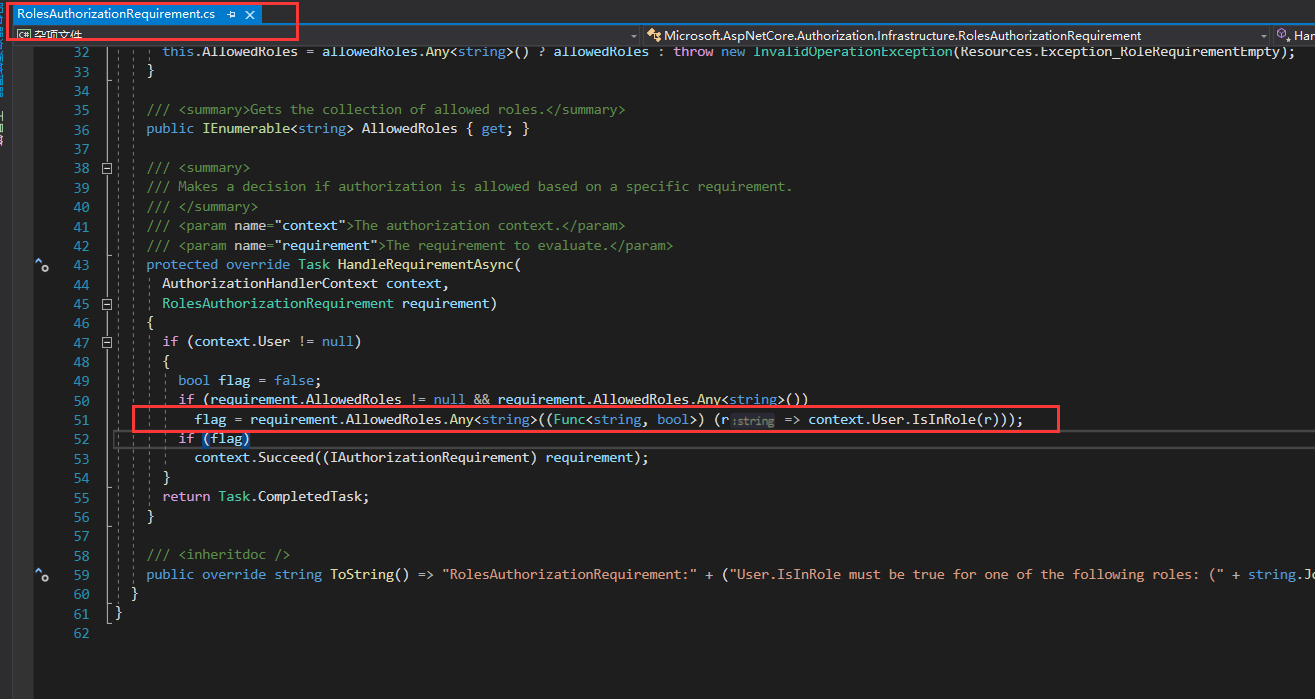 RolesAuthorizationRequirement.cs
C# 杂项文件 Microsoft.AspNetCore.Authorization.Infrastructure.RolesAuthorizationRequirement Han
32 this.AllowedRoles = allowedRoles.Any<string>() ? allowedRoles : throw new InvalidOperationException(Resources.Exception_RoleRequirementEmpty);
33 }
34
35 /// <summary>Gets the collection of allowed roles.</summary>
36 public IEnumerable<string> AllowedRoles { get; }
37
38 /// <summary>
39 /// Makes a decision if authorization is allowed based on a specific requirement.
40 /// </summary>
41 /// <param name="context">The authorization context.</param>
42 /// <param name="requirement">The requirement to evaluate.</param>
43 protected override Task HandleRequirementAsync(
44 AuthorizationHandlerContext context,
45 RolesAuthorizationRequirement requirement)
46 {
47 if (context.User != null)
48 {
49 bool flag = false;
50 if (requirement.AllowedRoles != null && requirement.AllowedRoles.Any<string>())
51 flag = requirement.AllowedRoles.Any<string>((Func<string, bool>) (r:string => context.User.IsInRole(r)));
52 if (flag)
53 context.Succeed((IAuthorizationRequirement) requirement);
54 }
55 return Task.CompletedTask;
56 }
57
58 /// <inheritdoc />
59 public override string ToString() => "RolesAuthorizationRequirement:" + ("User.IsInRole must be true for one of the following roles: (" + string.Jo
60 }
61 }
62